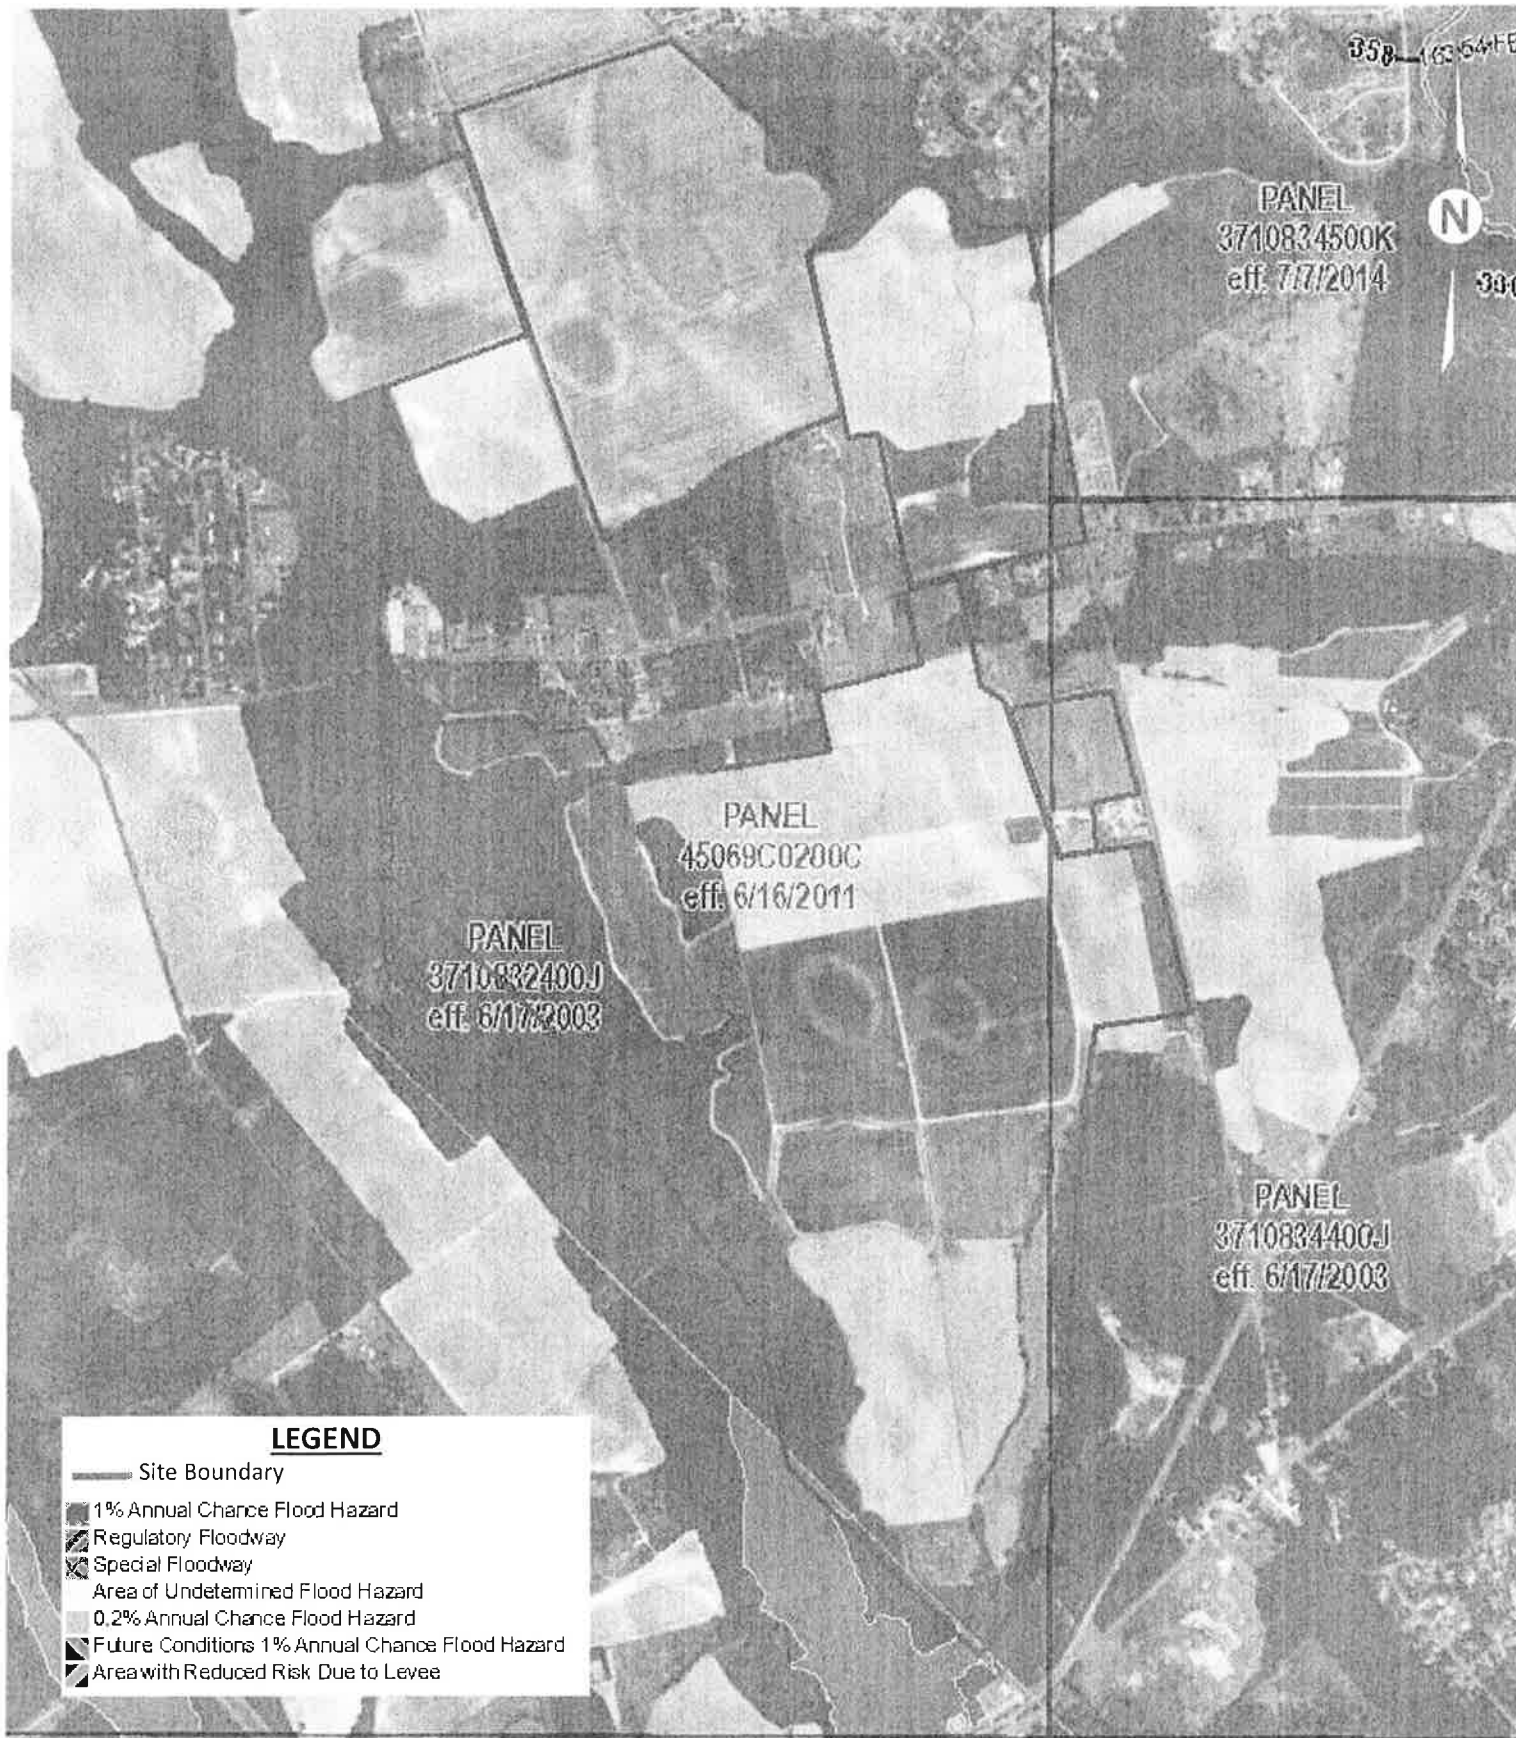 PANEL
3710834500K
eff. 7/7/2014
N
PANEL
45069C0200C
eff. 6/16/2011
PANEL
3710832400J
eff. 6/17/2003
PANEL
3710834400J
eff. 6/17/2003
LEGEND
Site Boundary
1% Annual Chance Flood Hazard
Regulatory Floodway
Special Floodway
Area of Undetermined Flood Hazard
0.2% Annual Chance Flood Hazard
Future Conditions 1% Annual Chance Flood Hazard
Area with Reduced Risk Due to Levee